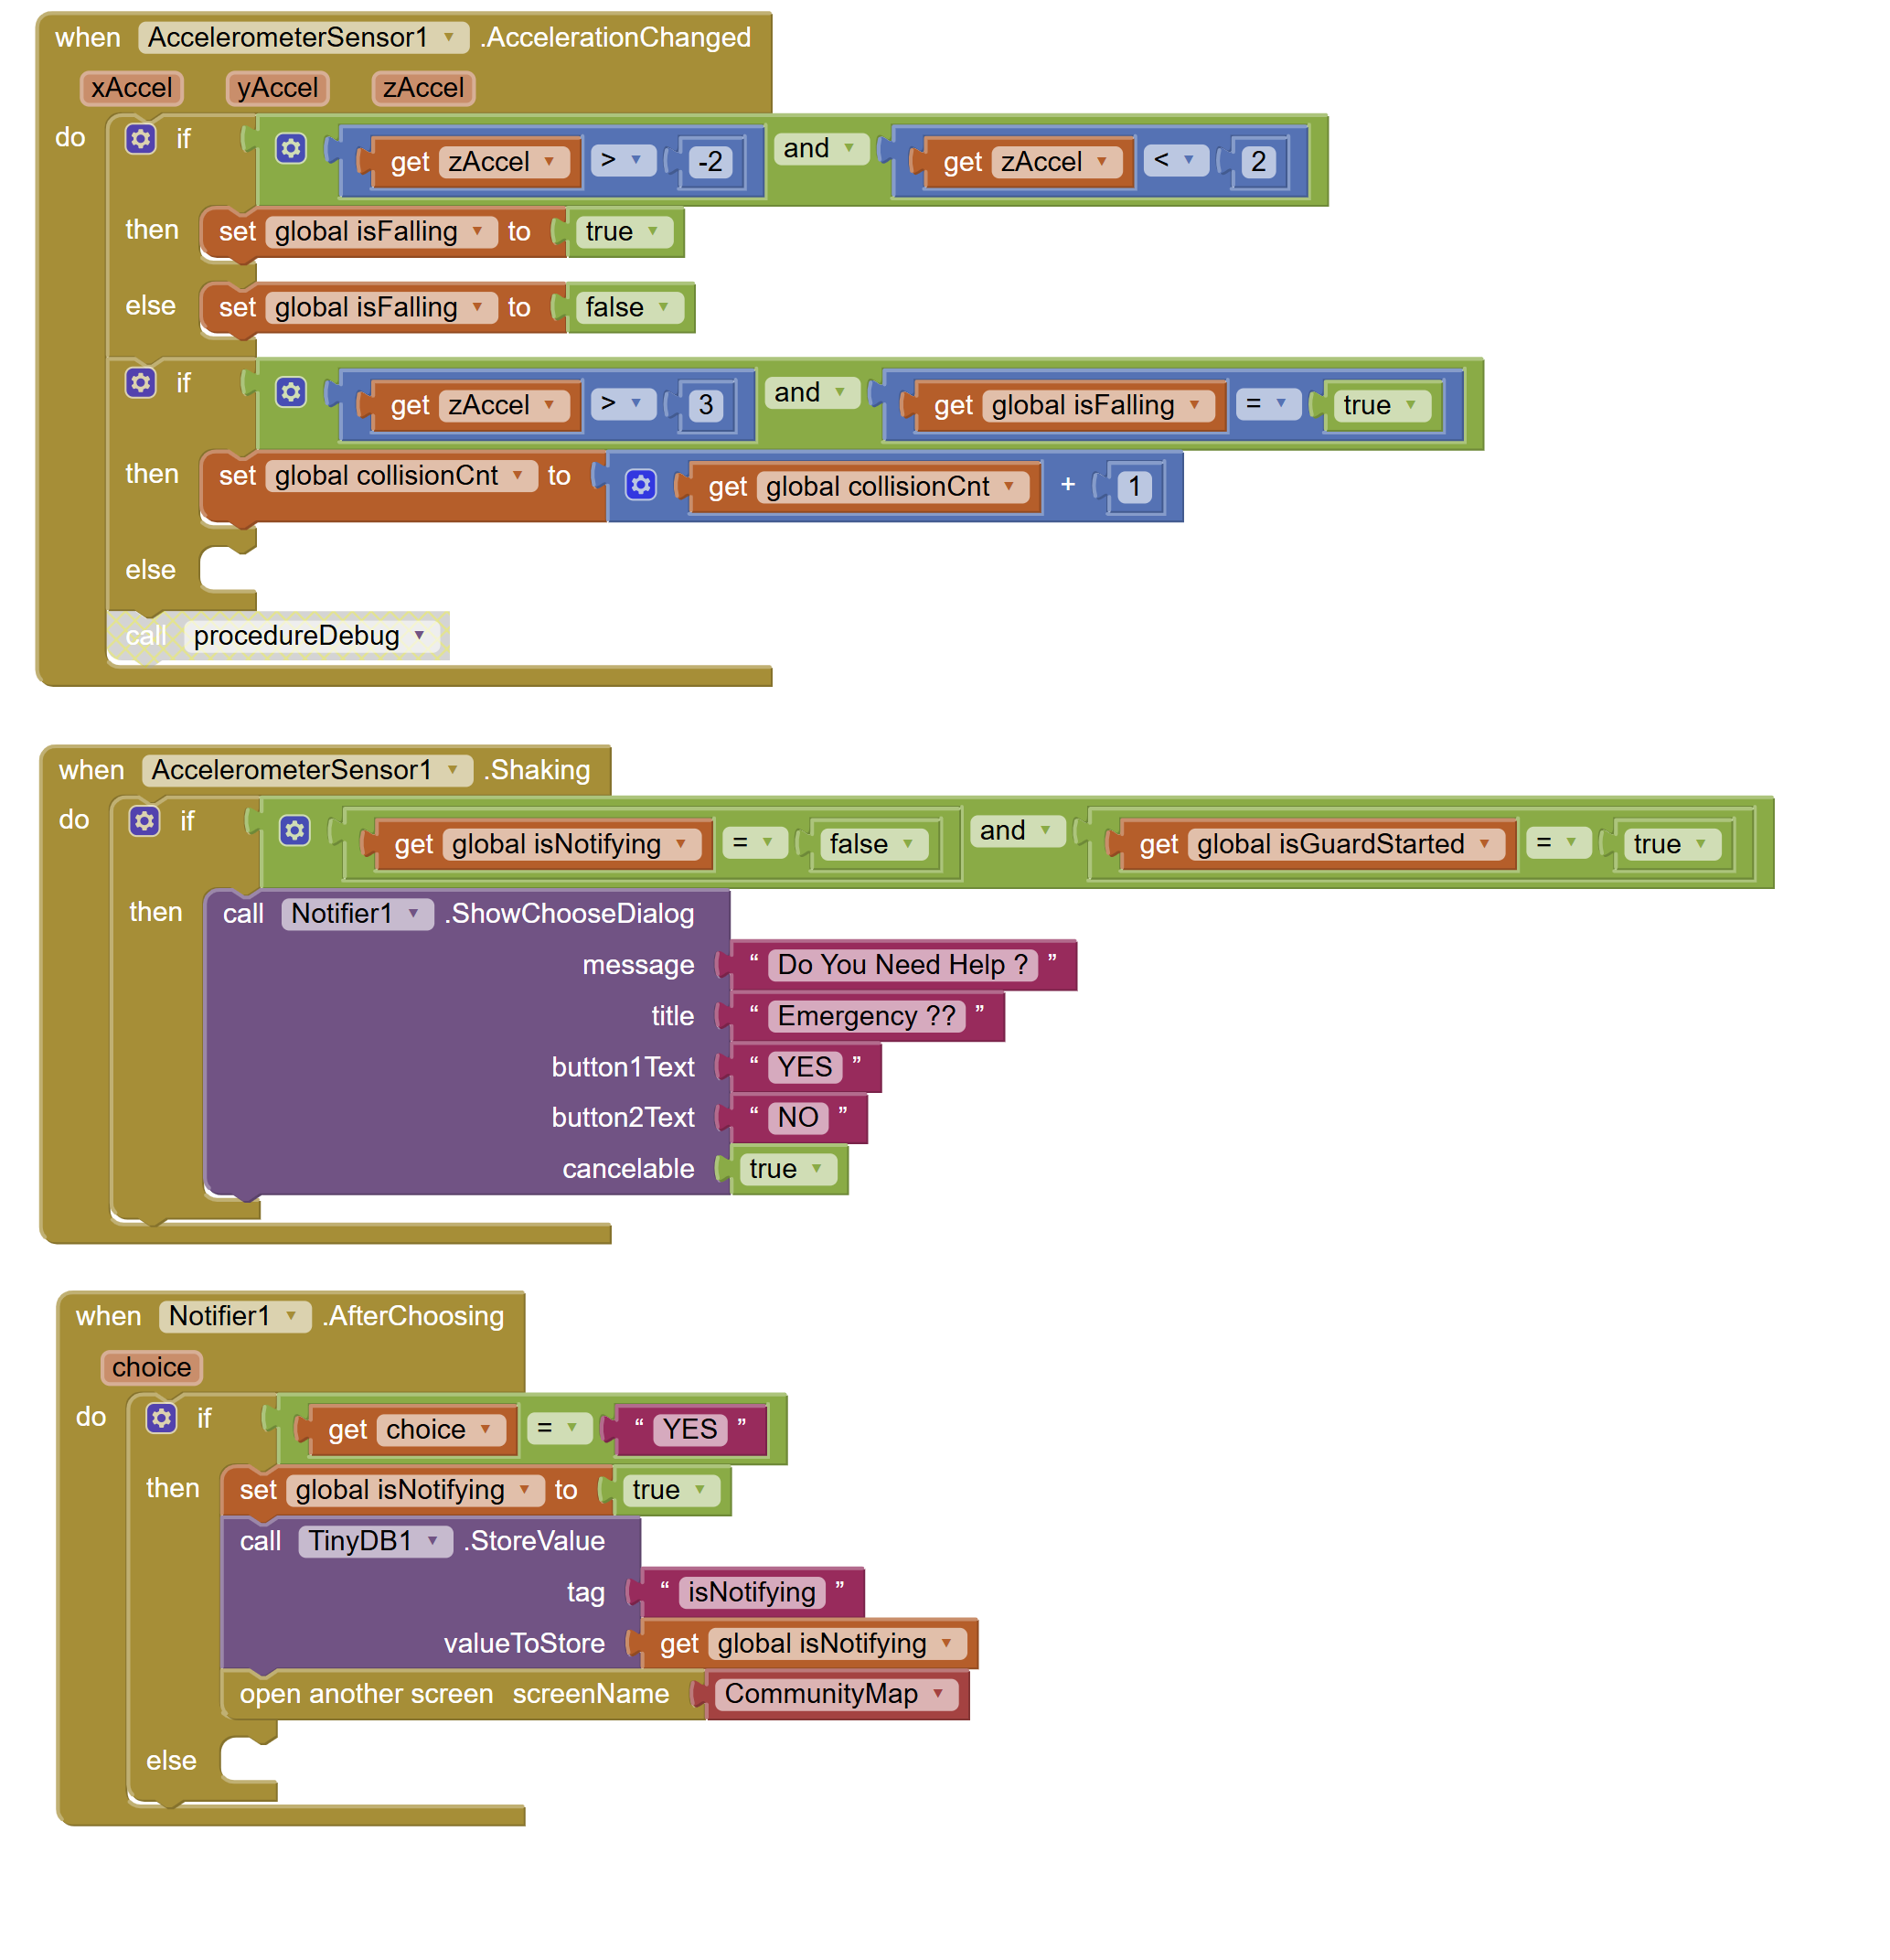 when AccelerometerSensor1 .AccelerationChanged
xAccel yAccel zAccel
do if get zAccel > -2 and get zAccel < 2
then set global isFalling to true
else set global isFalling to false
if get zAccel > 3 and get global isFalling = true
then set global collisionCnt to get global collisionCnt + 1
else
call procedureDebug
when AccelerometerSensor1 .Shaking
do if get global isNotifying = false and get global isGuardStarted = true
then call Notifier1 .ShowChooseDialog
message “ Do You Need Help ? ”
title “ Emergency ?? ”
button1Text “ YES ”
button2Text “ NO ”
cancelable true
when Notifier1 .AfterChoosing
choice
do if get choice = “ YES ”
then set global isNotifying to true
call TinyDB1 .StoreValue
tag “ isNotifying ”
valueToStore get global isNotifying
open another screen screenName CommunityMap
else